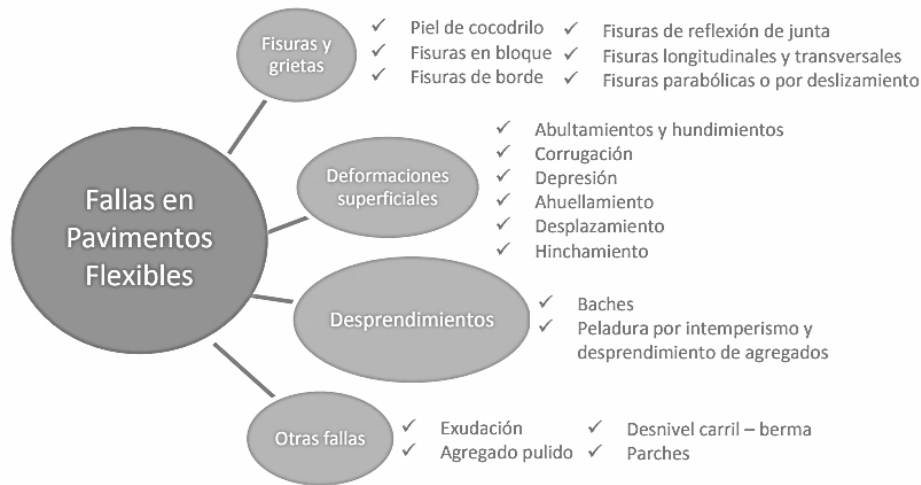 Fisuras y
grietas
✓ Piel de cocodrilo
✓ Fisuras en bloque
✓ Fisuras de borde
✓ Fisuras de reflexión de junta
✓ Fisuras longitudinales y transversales
✓ Fisuras parabólicas o por deslizamiento
Fallas en
Pavimentos
Flexibles
Deformaciones
superficiales
✓ Abultamientos y hundimientos
✓ Corrugación
✓ Depresión
✓ Ahuellamiento
✓ Desplazamiento
✓ Hinchamiento
Desprendimientos
✓ Baches
✓ Peladura por intemperismo y
desprendimiento de agregados
Otras fallas
✓ Exudación
✓ Agregado pulido
✓ Desnivel carril – berma
✓ Parches